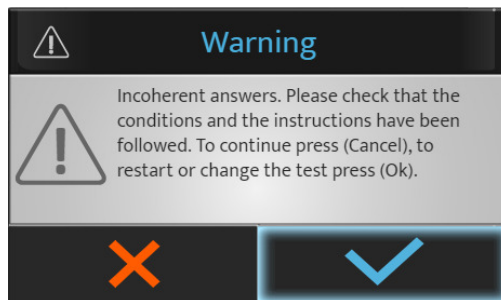 Warning
Incoherent answers. Please check that the
conditions and the instructions have been
followed. To continue press (Cancel), to
restart or change the test press (Ok).